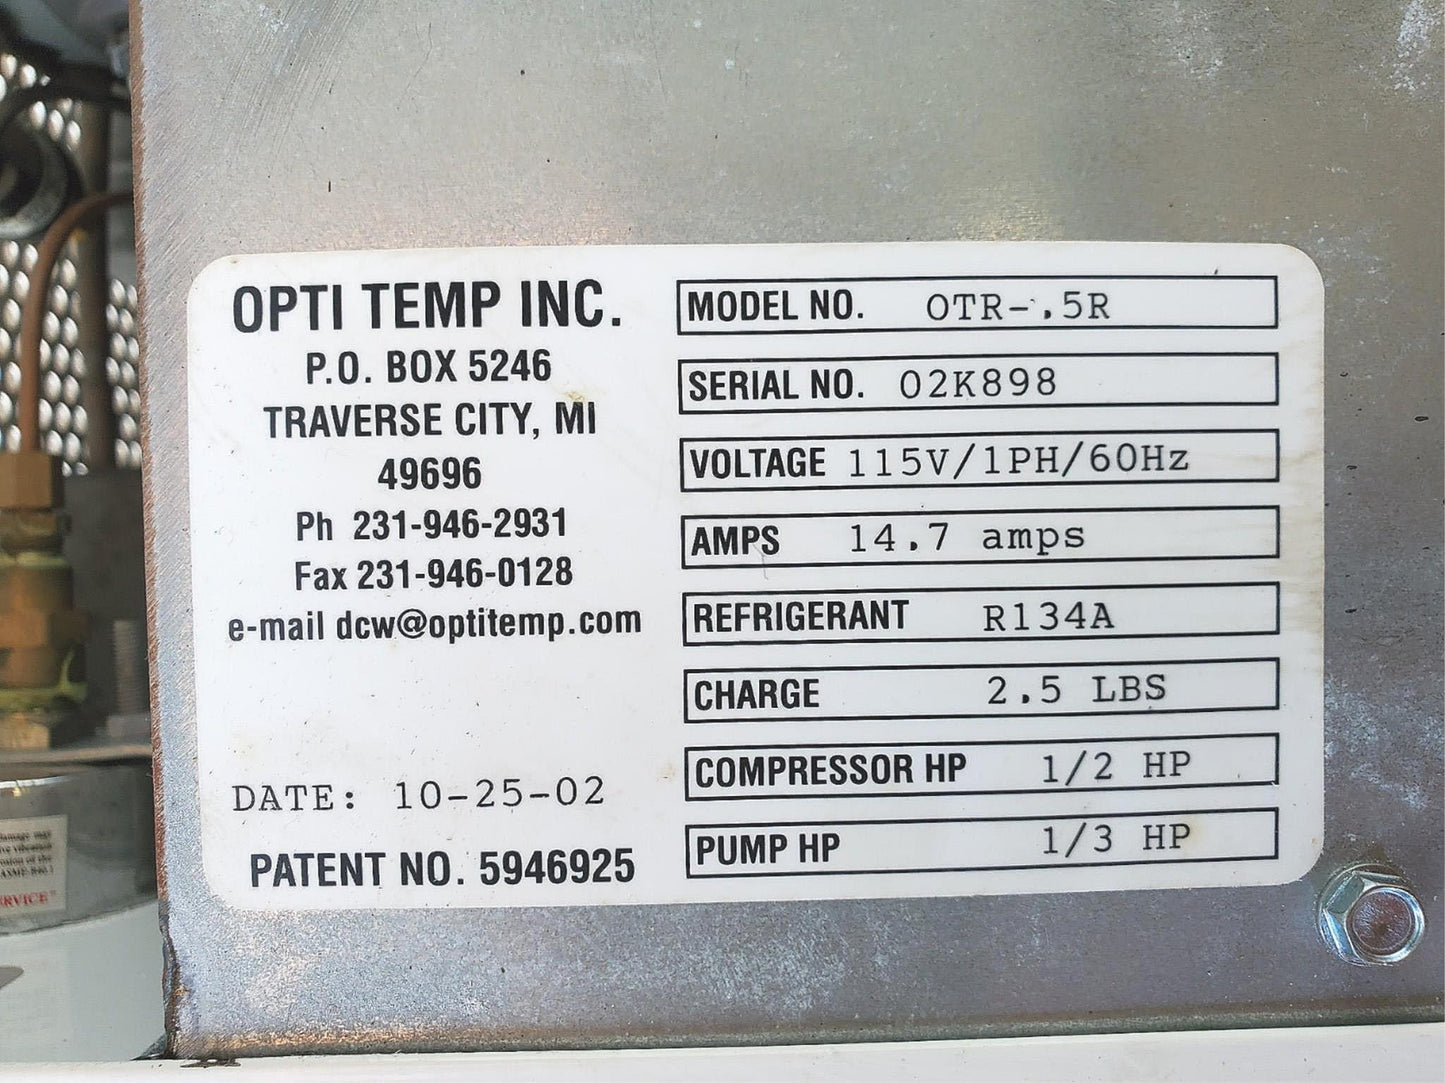 OPTI TEMP INC.
P.O. BOX 5246
TRAVERSE CITY, MI
49696
Ph 231-946-2931
Fax 231-946-0128
e-mail dcw@optitemp.com
DATE: 10-25-02
PATENT NO. 5946925
MODEL NO. OTR-.5R
SERIAL NO. 02K898
VOLTAGE 115V/1PH/60Hz
AMPS 14.7 amps
REFRIGERANT R134A
CHARGE 2.5 LBS
COMPRESSOR HP 1/2 HP
PUMP HP 1/3 HP